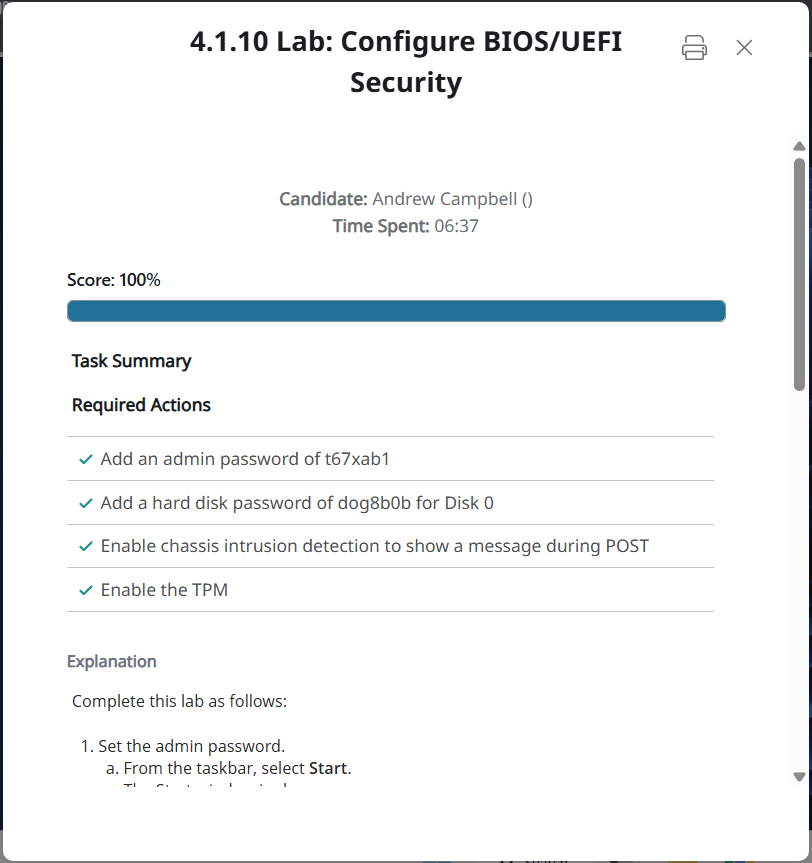 4.1.10 Lab: Configure BIOS/UEFI
Security
Candidate: Andrew Campbell ()
Time Spent: 06:37
Score: 100%
Task Summary
Required Actions
Add an admin password of t67xab1
Add a hard disk password of dog8b0b for Disk 0
Enable chassis intrusion detection to show a message during POST
Enable the TPM
Explanation
Complete this lab as follows:
1. Set the admin password.
a. From the taskbar, select Start.